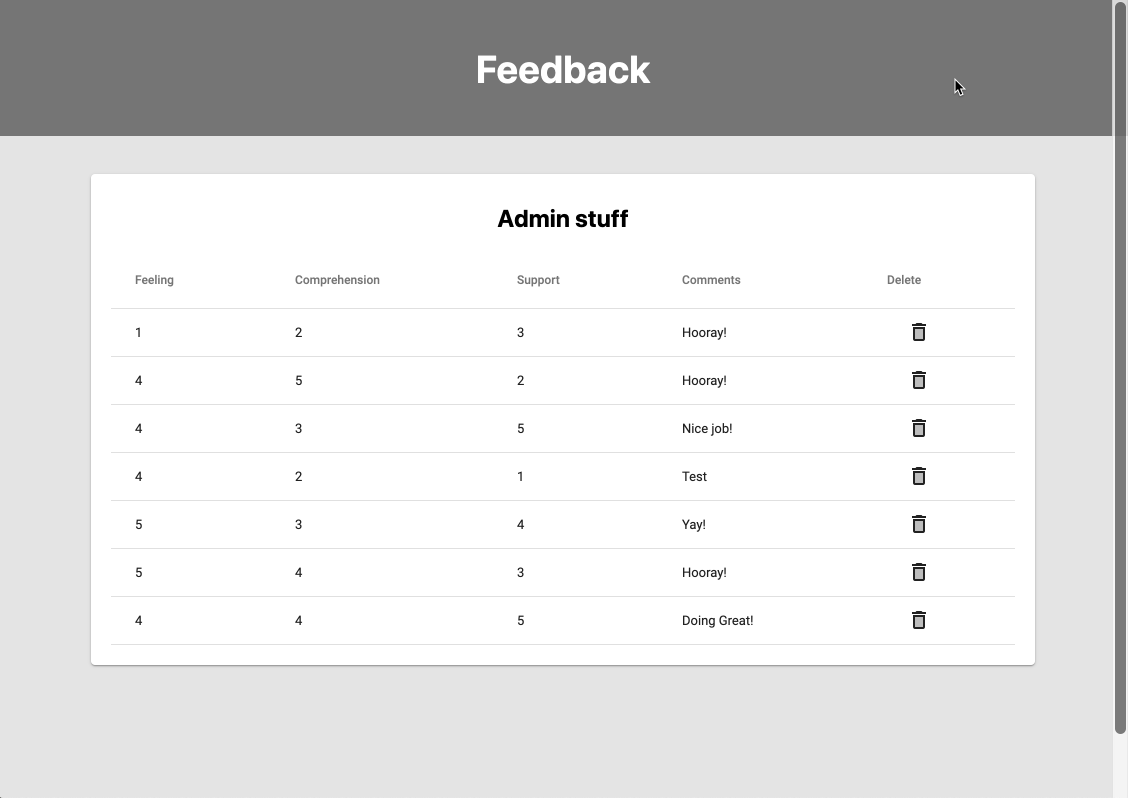 Feedback
Admin stuff
Feeling Comprehension Support Comments Delete
1 2 3 Hooray!
4 5 2 Hooray!
4 3 5 Nice job!
4 2 1 Test
5 3 4 Yay!
5 4 3 Hooray!
4 4 5 Doing Great!